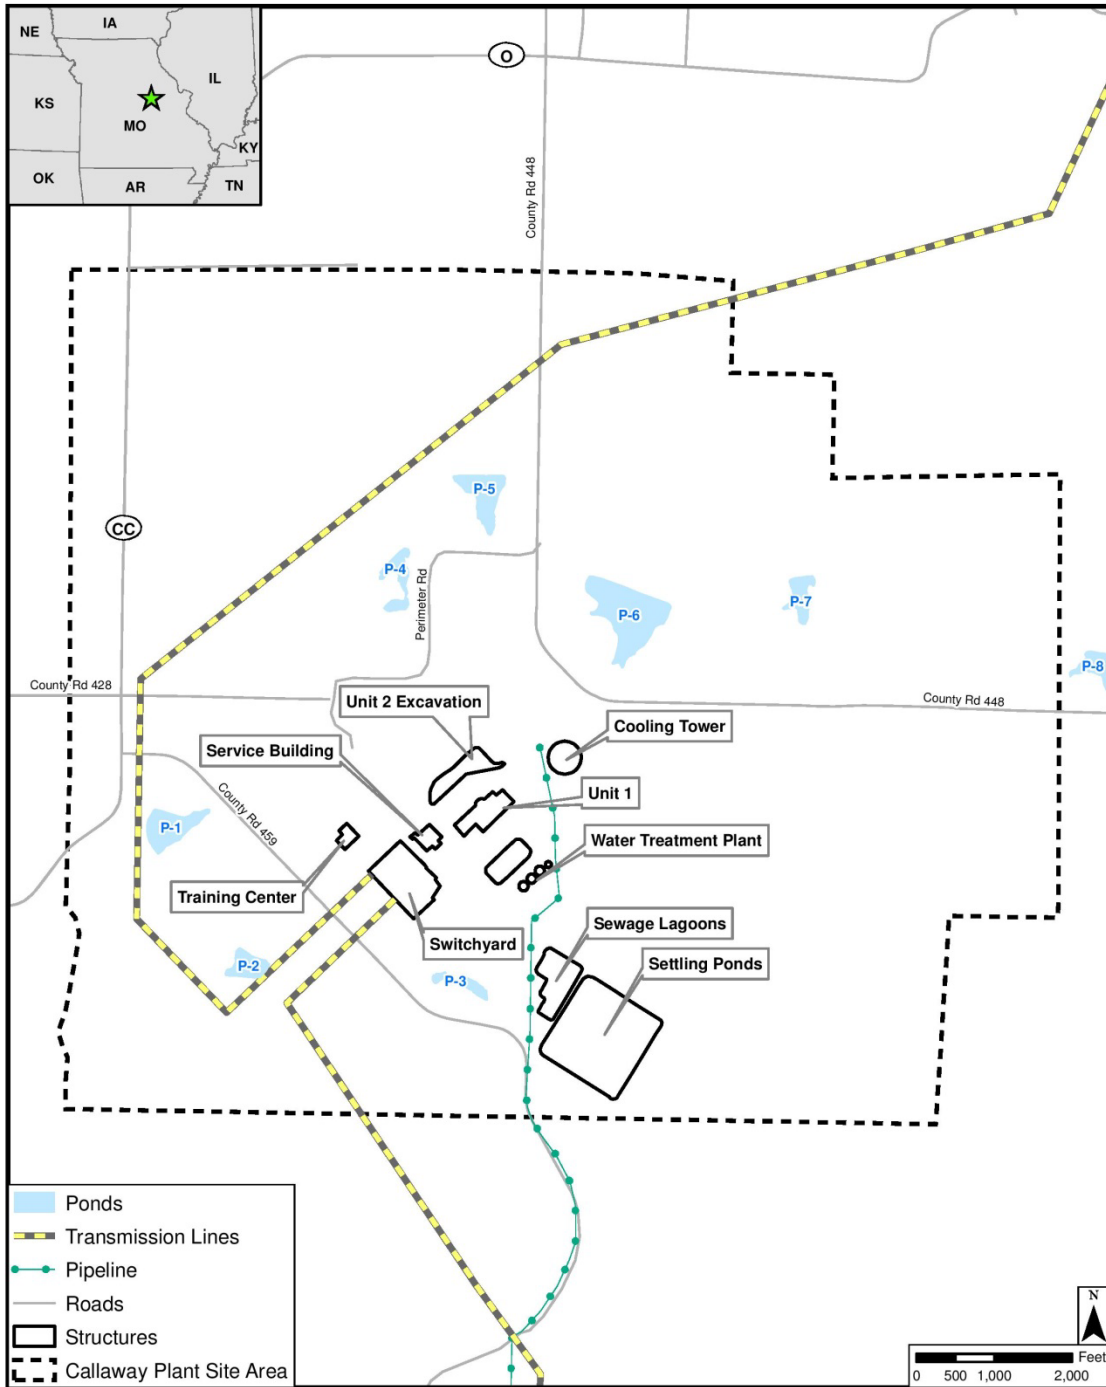 IA
NE
IL
KS
MO
KY
OK
AR
TN
O
County Rd 448
CC
P-5
P-4
Perimeter Rd
P-6
P-7
P-8
County Rd 428
County Rd 448
Unit 2 Excavation
Cooling Tower
Service Building
Unit 1
County Rd 459
P-1
Water Treatment Plant
Training Center
Sewage Lagoons
Switchyard
Settling Ponds
P-2
P-3
Ponds
Transmission Lines
Pipeline
Roads
Structures
Callaway Plant Site Area
N
Feet
0 500 1,000 2,000